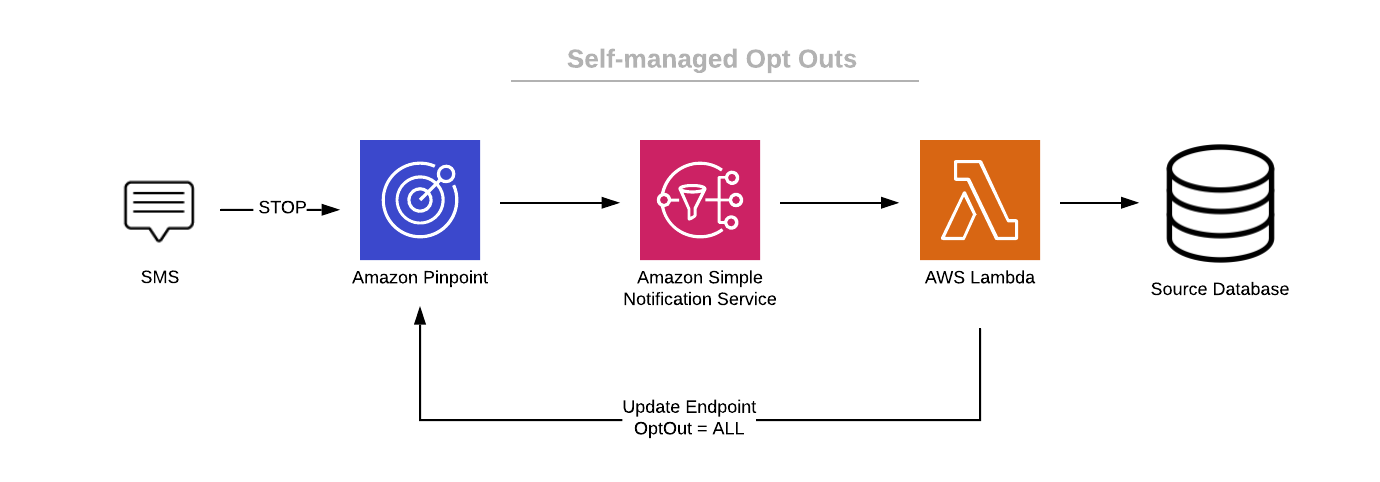 Self-managed Opt Outs
STOP
SMS
Amazon Pinpoint
Amazon Simple
Notification Service
AWS Lambda
Source Database
Update Endpoint
OptOut = ALL